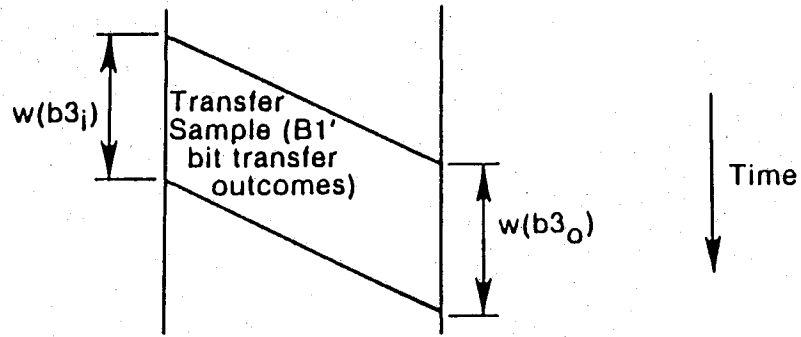 w(b3i)
Transfer
Sample (B1'
bit transfer
outcomes)
w(b3o)
Time